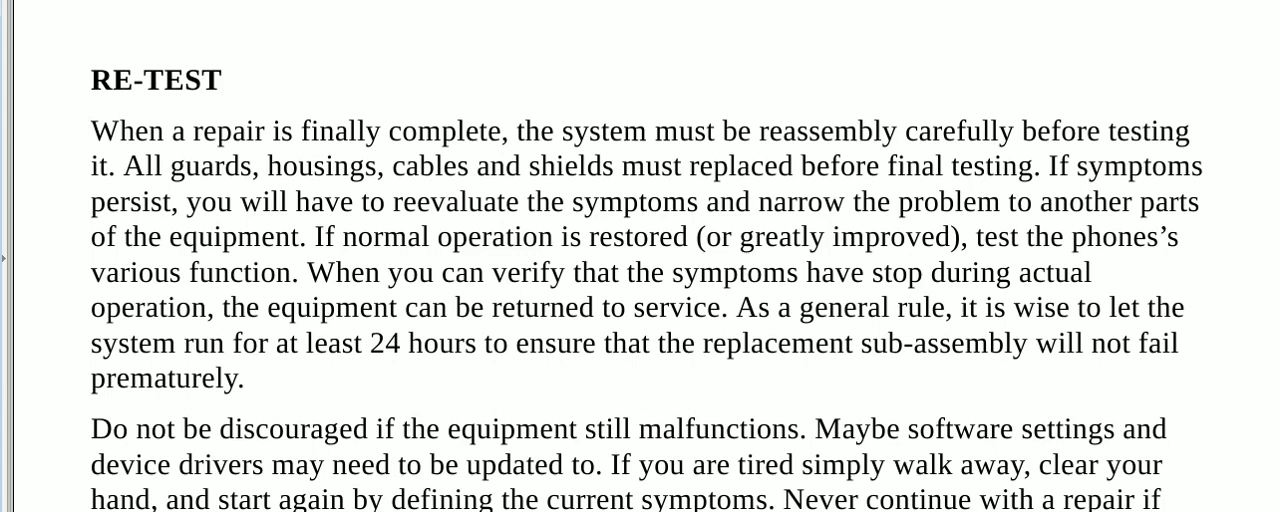 RE-TEST
When a repair is finally complete, the system must be reassembly carefully before testing
it. All guards, housings, cables and shields must replaced before final testing. If symptoms
persist, you will have to reevaluate the symptoms and narrow the problem to another parts
of the equipment. If normal operation is restored (or greatly improved), test the phones’s
various function. When you can verify that the symptoms have stop during actual
operation, the equipment can be returned to service. As a general rule, it is wise to let the
system run for at least 24 hours to ensure that the replacement sub-assembly will not fail
prematurely.
Do not be discouraged if the equipment still malfunctions. Maybe software settings and
device drivers may need to be updated to. If you are tired simply walk away, clear your
hand, and start again by defining the current symptoms. Never continue with a repair if